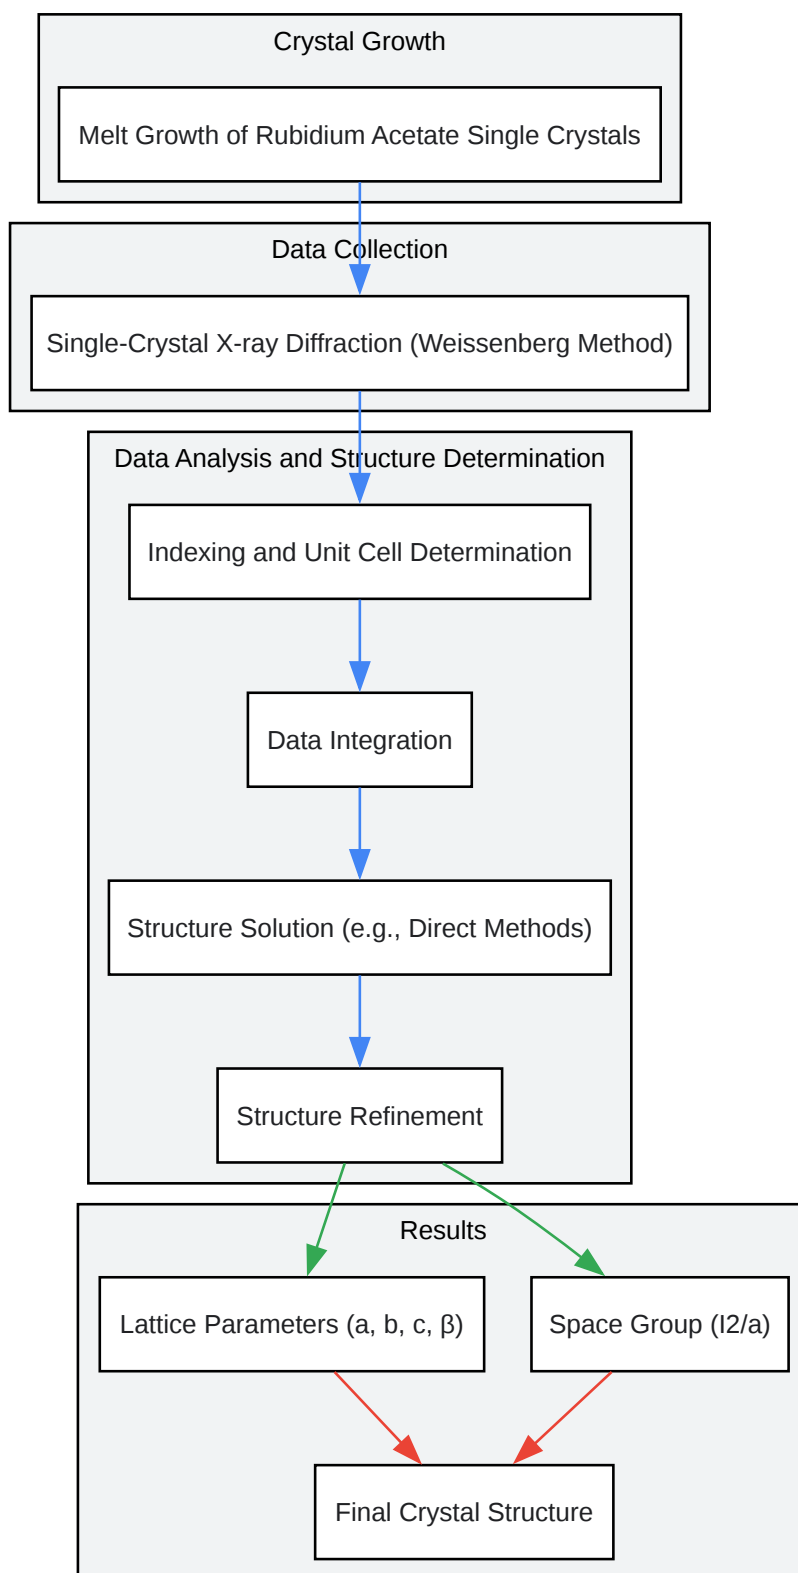 Crystal Growth
Melt Growth of Rubidium Acetate Single Crystals
Data Collection
Single-Crystal X-ray Diffraction (Weissenberg Method)
Data Analysis and Structure Determination
Indexing and Unit Cell Determination
Data Integration
Structure Solution (e.g., Direct Methods)
Structure Refinement
Results
Lattice Parameters (a, b, c, β)
Space Group (I2/a)
Final Crystal Structure